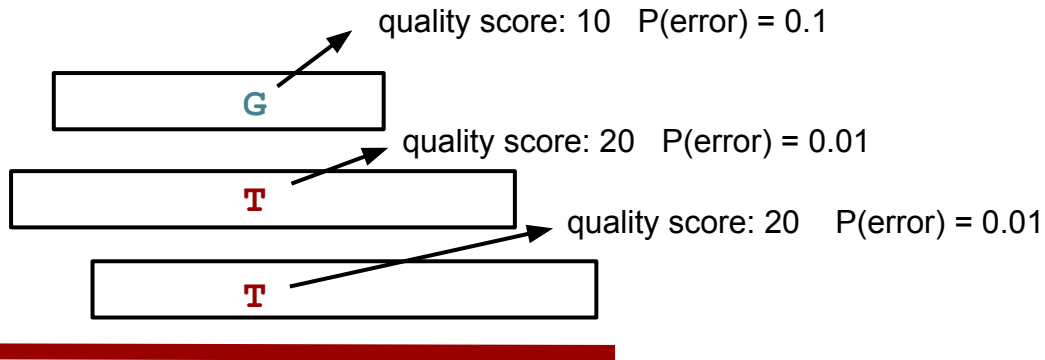 quality score: 10 P(error) = 0.1
G
quality score: 20 P(error) = 0.01
T
quality score: 20 P(error) = 0.01
T